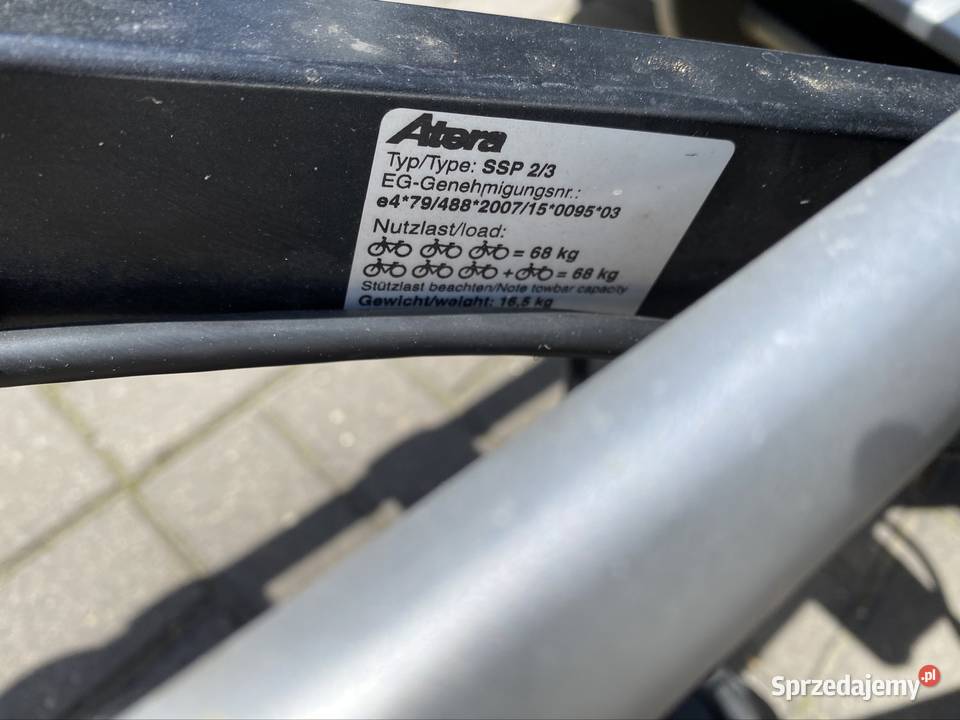 Atera
Typ/Type: SSP 2/3
EG-Genehmigungsnr.:
e4*79/488*2007/15*0095*03
Nutzlast/load:
= 68 kg
+ = 68 kg
Stützlast beachten/Note towbar capacity
Gewicht/weight: 16,5 kg
Sprzedajemy.pl